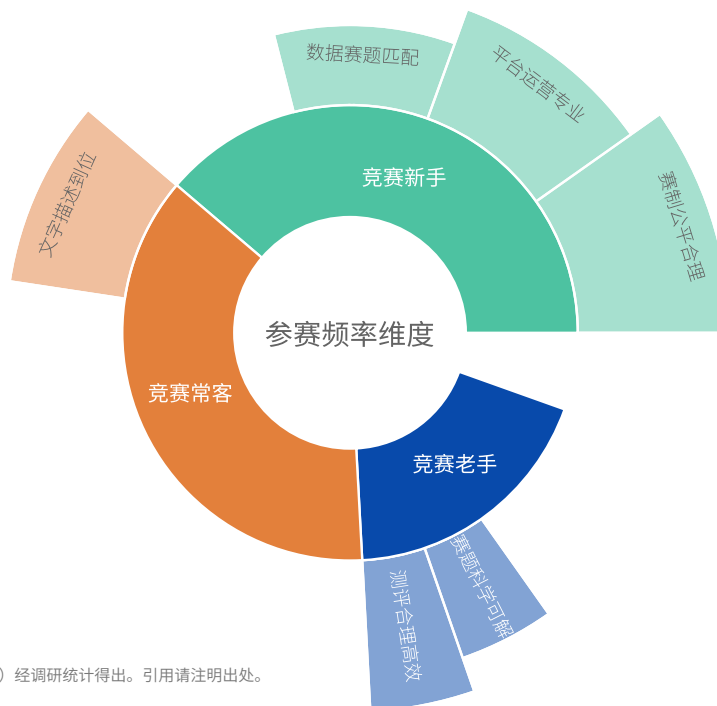 数据赛题匹配
平台运营专业
赛制公平合理
竞赛新手
文字描述到位
参赛频率维度
竞赛常客
竞赛老手
赛题科学可解
测评合理高效
）经调研统计得出。引用请注明出处。